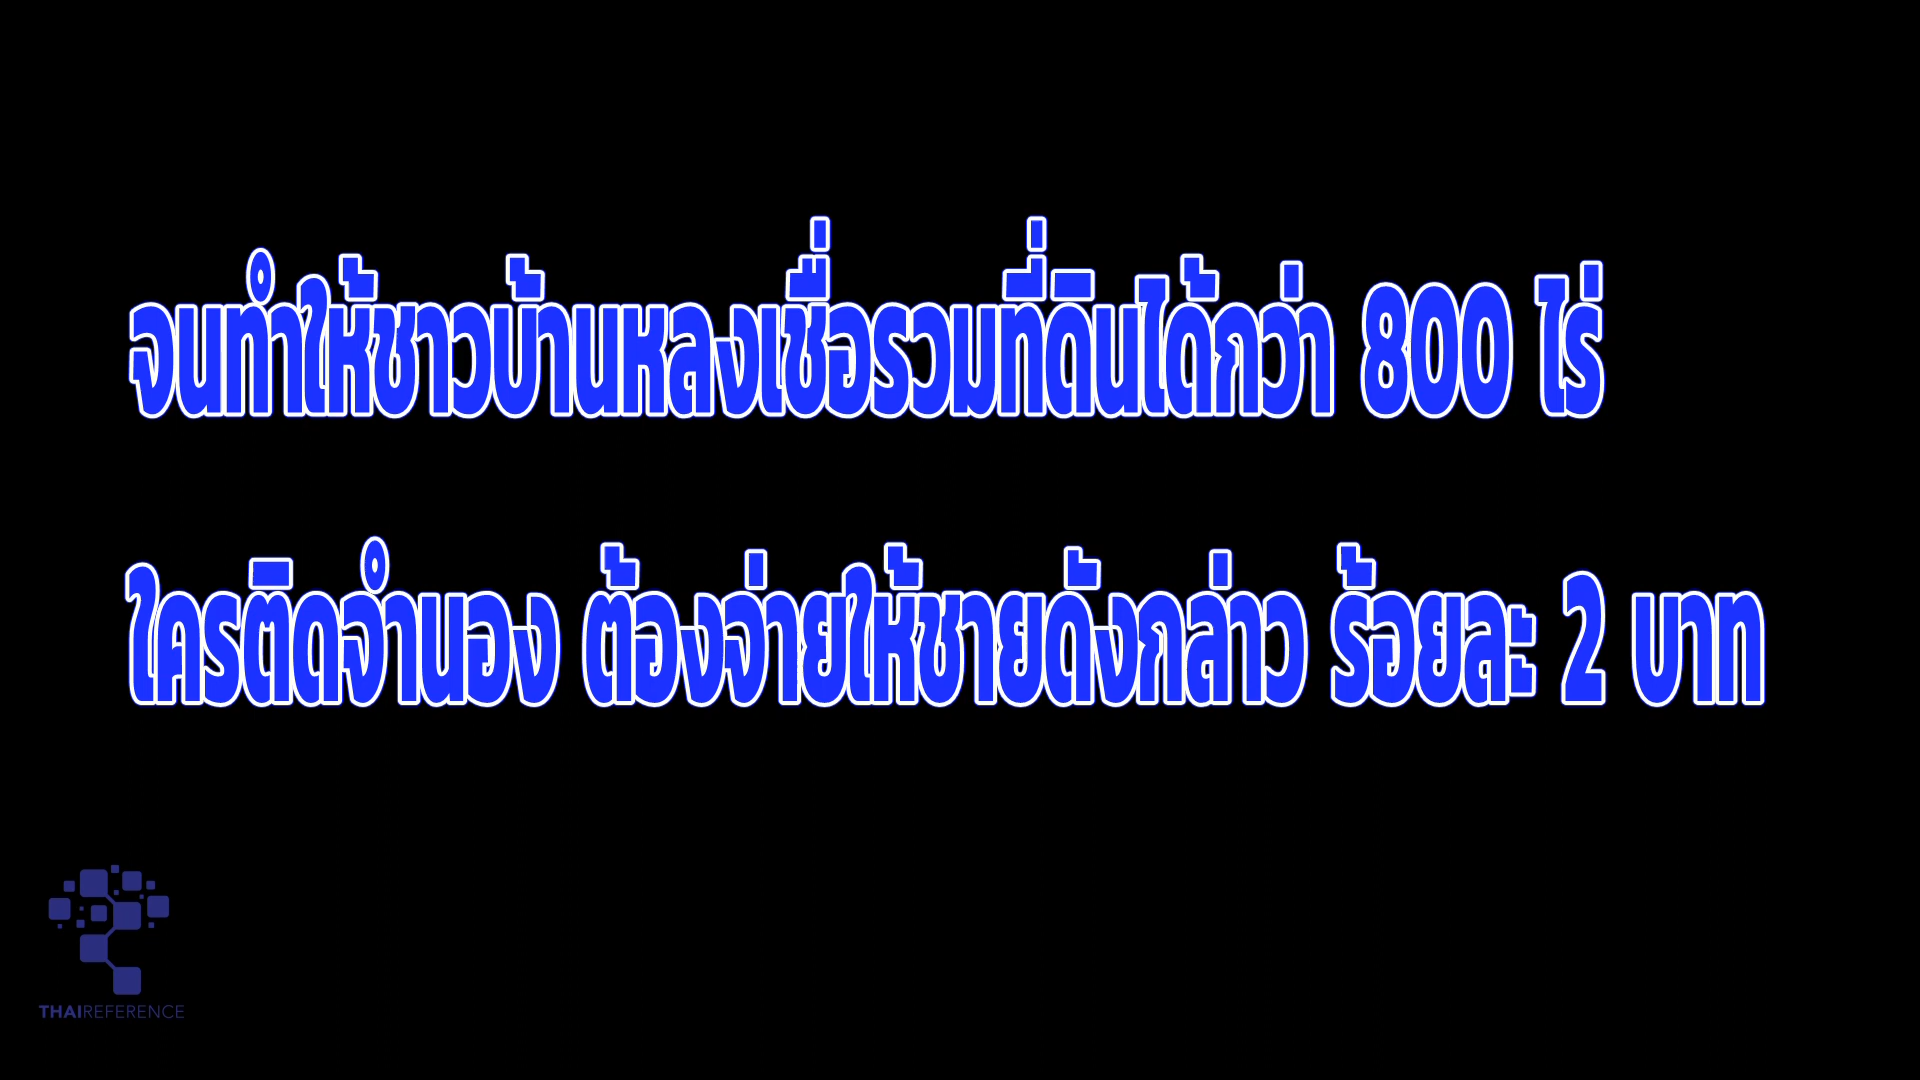 จนทำให้ชาวบ้านหลงเชื่อรวมที่ดินได้กว่า 800 ไร่
ใครติดจำนอง ต้องจ่ายให้ชายดังกล่าว ร้อยละ 2 บาท
THAIREFERENCE